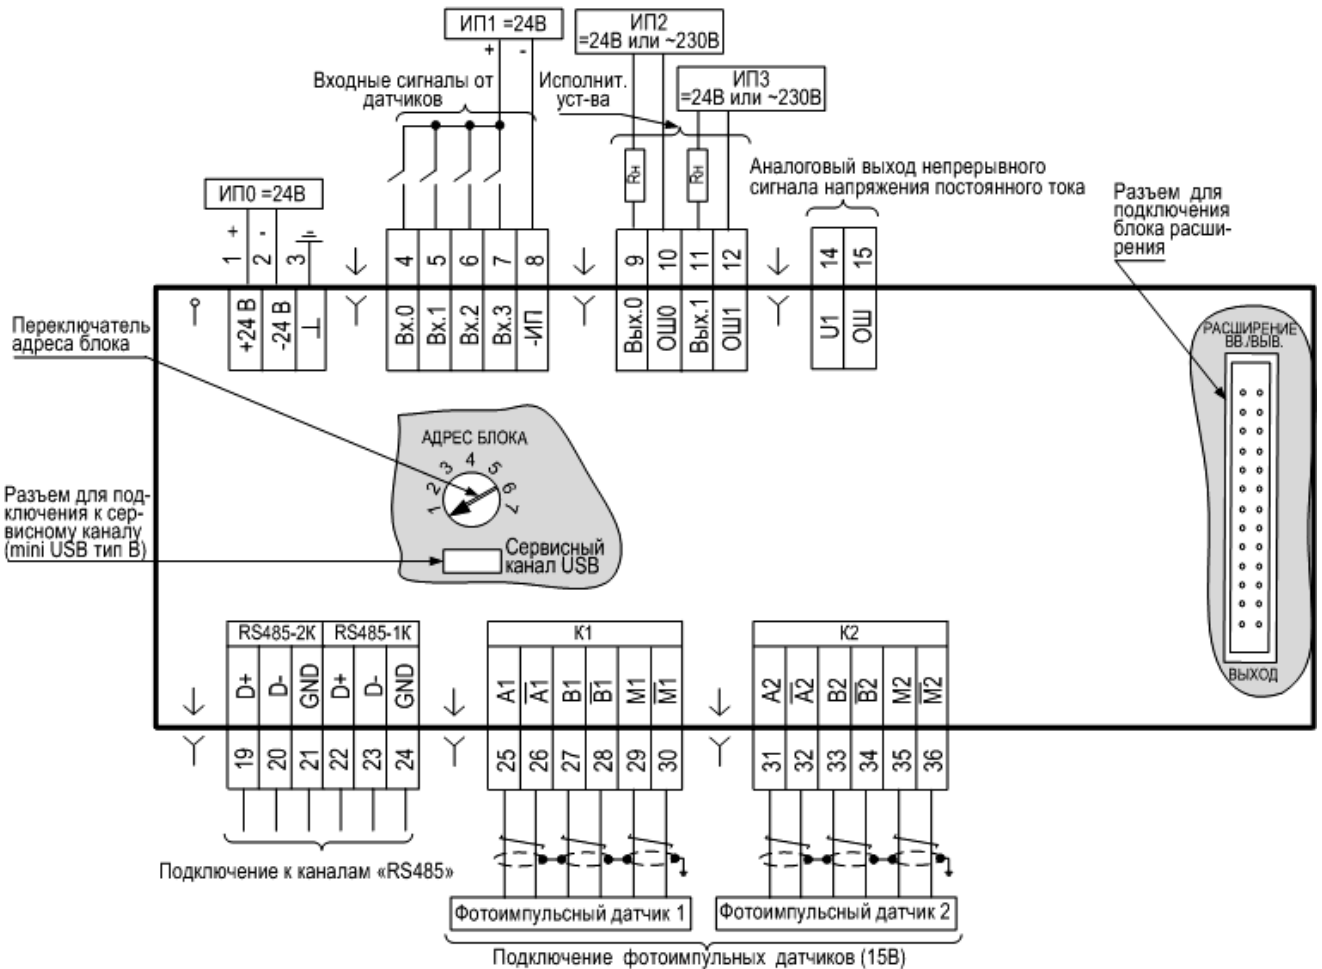 ИП1 =24В
+
-
ИП2
=24В или ~230В
Входные сигналы от
датчиков
Исполнит.
уст-ва
ИП3
=24В или ~230В
Rн
Rн
Аналоговый выход непрерывного
сигнала напряжения постоянного тока
Разъем для
подключения
блока расши-
рения
ИП0 =24В
+
-
1
2
3
4
5
6
7
8
9
10
11
12
14
15
+24 В
-24 В
Вх.0
Вх.1
Вх.2
Вх.3
-ИП
Вых.0
ОШ0
Вых.1
ОШ1
U1
ОШ
Переключатель
адреса блока
РАСШИРЕНИЕ
ВВ./ВЫВ.
АДРЕС БЛОКА
1
2
3
4
5
6
7
Разъем для под-
ключения к сер-
висному каналу
(mini USB тип В)
Сервисный
канал USB
ВЫХОД
RS485-2К
RS485-1К
К1
К2
D+
D-
GND
D+
D-
GND
A1
A̅1̅
B1
B̅1̅
M1
M̅1̅
A2
A̅2̅
B2
B̅2̅
M2
M̅2̅
19
20
21
22
23
24
25
26
27
28
29
30
31
32
33
34
35
36
Подключение к каналам «RS485»
Фотоимпульсный датчик 1
Фотоимпульсный датчик 2
Подключение фотоимпульных датчиков (15В)